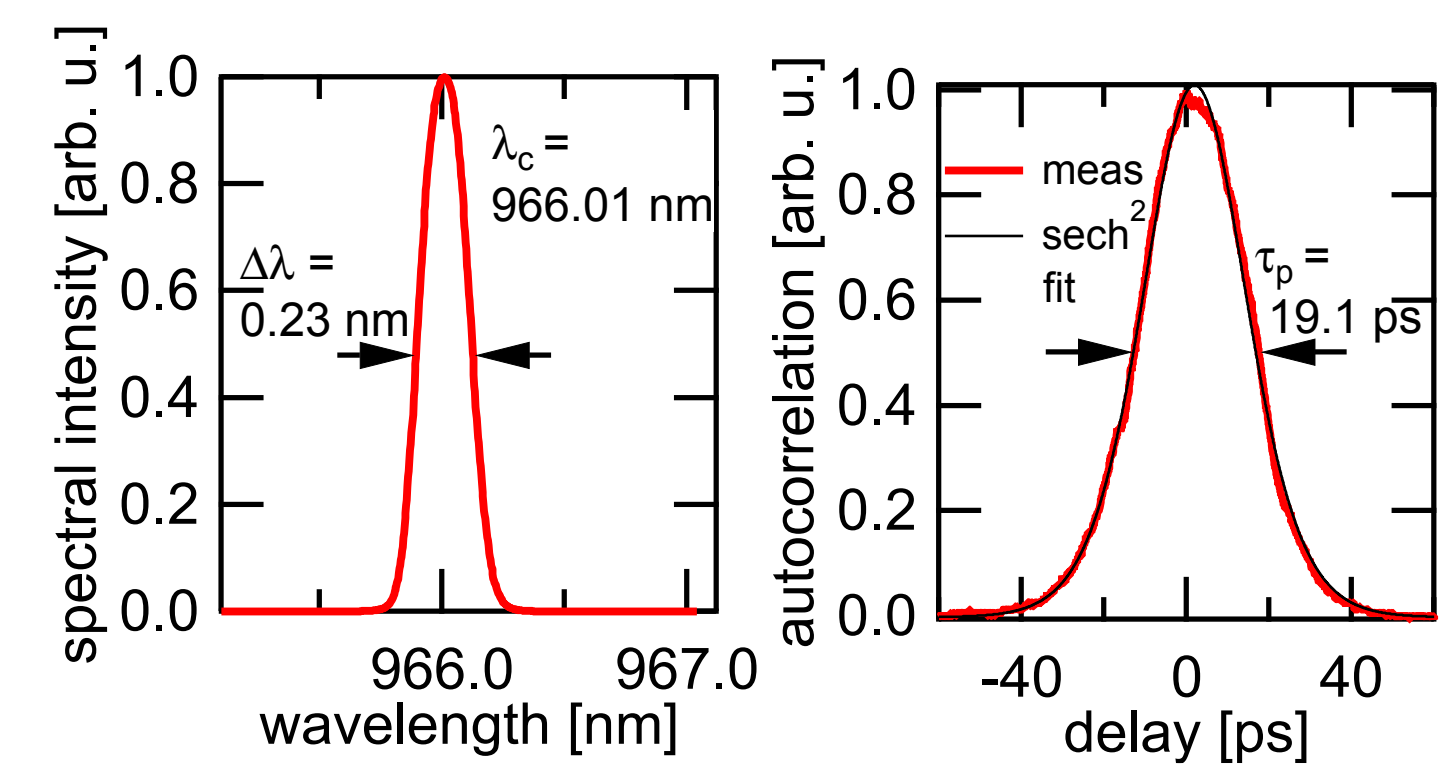 spectral intensity [arb. u.]
1.0
0.8
0.6
0.4
0.2
0.0
λc =
966.01 nm
Δλ =
0.23 nm
966.0
967.0
wavelength [nm]
autocorrelation [arb. u.]
1.0
0.8
0.6
0.4
0.2
0.0
meas
sech²
fit
τp =
19.1 ps
-40
0
40
delay [ps]